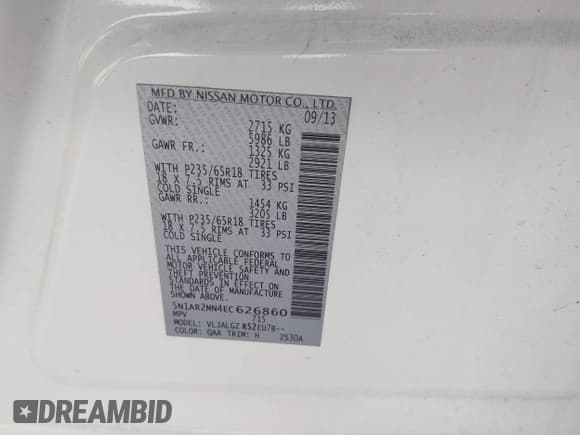 MFD BY NISSAN MOTOR CO., LTD.
DATE: 09/13
GVWR: 2715 KG
5986 LB
GAWR FR.: 1325 KG
2921 LB
WITH P235/65R18 TIRES
18 X 7.5 RIMS AT 33 PSI
COLD SINGLE
GAWR RR.: 1454 KG
3205 LB
WITH P235/65R18 TIRES
18 X 7.5 RIMS AT 33 PSI
COLD SINGLE
THIS VEHICLE CONFORMS TO
ALL APPLICABLE FEDERAL
MOTOR VEHICLE SAFETY AND
THEFT PREVENTION
STANDARDS IN EFFECT ON
THE DATE OF MANUFACTURE
SHOWN ABOVE.
5N1AR2MN4EC626860
MPV 715
MODEL: VLJALGZ R52EU7B--
COLOR: QAA TRIM: H 2S30A
DREAMBID